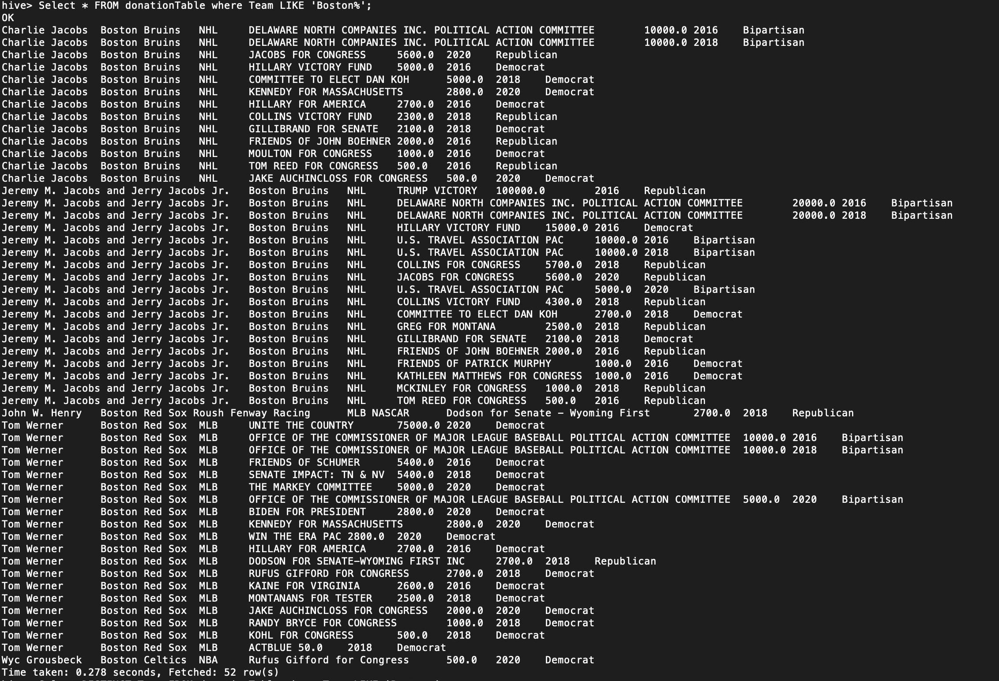 hive> Select * FROM donationTable where Team LIKE 'Boston%';
OK
Charlie Jacobs Boston Bruins NHL DELAWARE NORTH COMPANIES INC. POLITICAL ACTION COMMITTEE 10000.0 2016 Bipartisan
Charlie Jacobs Boston Bruins NHL DELAWARE NORTH COMPANIES INC. POLITICAL ACTION COMMITTEE 10000.0 2018 Bipartisan
Charlie Jacobs Boston Bruins NHL JACOBS FOR CONGRESS 5600.0 2020 Republican
Charlie Jacobs Boston Bruins NHL HILLARY VICTORY FUND 5000.0 2016 Democrat
Charlie Jacobs Boston Bruins NHL COMMITTEE TO ELECT DAN KOH 5000.0 2018 Democrat
Charlie Jacobs Boston Bruins NHL KENNEDY FOR MASSACHUSETTS 2800.0 2020 Democrat
Charlie Jacobs Boston Bruins NHL HILLARY FOR AMERICA 2700.0 2016 Democrat
Charlie Jacobs Boston Bruins NHL COLLINS VICTORY FUND 2300.0 2018 Republican
Charlie Jacobs Boston Bruins NHL GILLIBRAND FOR SENATE 2100.0 2018 Democrat
Charlie Jacobs Boston Bruins NHL FRIENDS OF JOHN BOEHNER 2000.0 2016 Republican
Charlie Jacobs Boston Bruins NHL MOULTON FOR CONGRESS 1000.0 2016 Democrat
Charlie Jacobs Boston Bruins NHL TOM REED FOR CONGRESS 500.0 2016 Republican
Charlie Jacobs Boston Bruins NHL JAKE AUCHINCLOSS FOR CONGRESS 500.0 2020 Democrat
Jeremy M. Jacobs and Jerry Jacobs Jr. Boston Bruins NHL TRUMP VICTORY 100000.0 2016 Republican
Jeremy M. Jacobs and Jerry Jacobs Jr. Boston Bruins NHL DELAWARE NORTH COMPANIES INC. POLITICAL ACTION COMMITTEE 20000.0 2016 Bipartisan
Jeremy M. Jacobs and Jerry Jacobs Jr. Boston Bruins NHL DELAWARE NORTH COMPANIES INC. POLITICAL ACTION COMMITTEE 20000.0 2018 Bipartisan
Jeremy M. Jacobs and Jerry Jacobs Jr. Boston Bruins NHL HILLARY VICTORY FUND 15000.0 2016 Democrat
Jeremy M. Jacobs and Jerry Jacobs Jr. Boston Bruins NHL U.S. TRAVEL ASSOCIATION PAC 10000.0 2016 Bipartisan
Jeremy M. Jacobs and Jerry Jacobs Jr. Boston Bruins NHL U.S. TRAVEL ASSOCIATION PAC 10000.0 2018 Bipartisan
Jeremy M. Jacobs and Jerry Jacobs Jr. Boston Bruins NHL COLLINS FOR CONGRESS 5700.0 2018 Republican
Jeremy M. Jacobs and Jerry Jacobs Jr. Boston Bruins NHL JACOBS FOR CONGRESS 5600.0 2020 Republican
Jeremy M. Jacobs and Jerry Jacobs Jr. Boston Bruins NHL U.S. TRAVEL ASSOCIATION PAC 5000.0 2020 Bipartisan
Jeremy M. Jacobs and Jerry Jacobs Jr. Boston Bruins NHL COLLINS VICTORY FUND 4300.0 2018 Republican
Jeremy M. Jacobs and Jerry Jacobs Jr. Boston Bruins NHL COMMITTEE TO ELECT DAN KOH 2700.0 2018 Democrat
Jeremy M. Jacobs and Jerry Jacobs Jr. Boston Bruins NHL GREG FOR MONTANA 2500.0 2018 Republican
Jeremy M. Jacobs and Jerry Jacobs Jr. Boston Bruins NHL GILLIBRAND FOR SENATE 2100.0 2018 Democrat
Jeremy M. Jacobs and Jerry Jacobs Jr. Boston Bruins NHL FRIENDS OF JOHN BOEHNER 2000.0 2016 Republican
Jeremy M. Jacobs and Jerry Jacobs Jr. Boston Bruins NHL FRIENDS OF PATRICK MURPHY 1000.0 2016 Democrat
Jeremy M. Jacobs and Jerry Jacobs Jr. Boston Bruins NHL KATHLEEN MATTHEWS FOR CONGRESS 1000.0 2016 Democrat
Jeremy M. Jacobs and Jerry Jacobs Jr. Boston Bruins NHL MCKINLEY FOR CONGRESS 1000.0 2018 Republican
Jeremy M. Jacobs and Jerry Jacobs Jr. Boston Bruins NHL TOM REED FOR CONGRESS 500.0 2016 Republican
John W. Henry Boston Red Sox Roush Fenway Racing MLB NASCAR Dodson for Senate – Wyoming First 2700.0 2018 Republican
Tom Werner Boston Red Sox MLB UNITE THE COUNTRY 75000.0 2020 Democrat
Tom Werner Boston Red Sox MLB OFFICE OF THE COMMISSIONER OF MAJOR LEAGUE BASEBALL POLITICAL ACTION COMMITTEE 10000.0 2016 Bipartisan
Tom Werner Boston Red Sox MLB OFFICE OF THE COMMISSIONER OF MAJOR LEAGUE BASEBALL POLITICAL ACTION COMMITTEE 10000.0 2018 Bipartisan
Tom Werner Boston Red Sox MLB FRIENDS OF SCHUMER 5400.0 2016 Democrat
Tom Werner Boston Red Sox MLB SENATE IMPACT: TN & NV 5400.0 2018 Democrat
Tom Werner Boston Red Sox MLB THE MARKEY COMMITTEE 5000.0 2020 Democrat
Tom Werner Boston Red Sox MLB OFFICE OF THE COMMISSIONER OF MAJOR LEAGUE BASEBALL POLITICAL ACTION COMMITTEE 5000.0 2020 Bipartisan
Tom Werner Boston Red Sox MLB BIDEN FOR PRESIDENT 2800.0 2020 Democrat
Tom Werner Boston Red Sox MLB KENNEDY FOR MASSACHUSETTS 2800.0 2020 Democrat
Tom Werner Boston Red Sox MLB WIN THE ERA PAC 2800.0 2020 Democrat
Tom Werner Boston Red Sox MLB HILLARY FOR AMERICA 2700.0 2016 Democrat
Tom Werner Boston Red Sox MLB DODSON FOR SENATE–WYOMING FIRST INC 2700.0 2018 Republican
Tom Werner Boston Red Sox MLB RUFUS GIFFORD FOR CONGRESS 2700.0 2018 Democrat
Tom Werner Boston Red Sox MLB KAINE FOR VIRGINIA 2600.0 2016 Democrat
Tom Werner Boston Red Sox MLB MONTANANS FOR TESTER 2500.0 2018 Democrat
Tom Werner Boston Red Sox MLB JAKE AUCHINCLOSS FOR CONGRESS 2000.0 2020 Democrat
Tom Werner Boston Red Sox MLB RANDY BRYCE FOR CONGRESS 1000.0 2018 Democrat
Tom Werner Boston Red Sox MLB KOHL FOR CONGRESS 500.0 2018 Democrat
Tom Werner Boston Red Sox MLB ACTBLUE 50.0 2018 Democrat
Wyc Grousbeck Boston Celtics NBA Rufus Gifford for Congress 500.0 2020 Democrat
Time taken: 0.278 seconds, Fetched: 52 row(s)